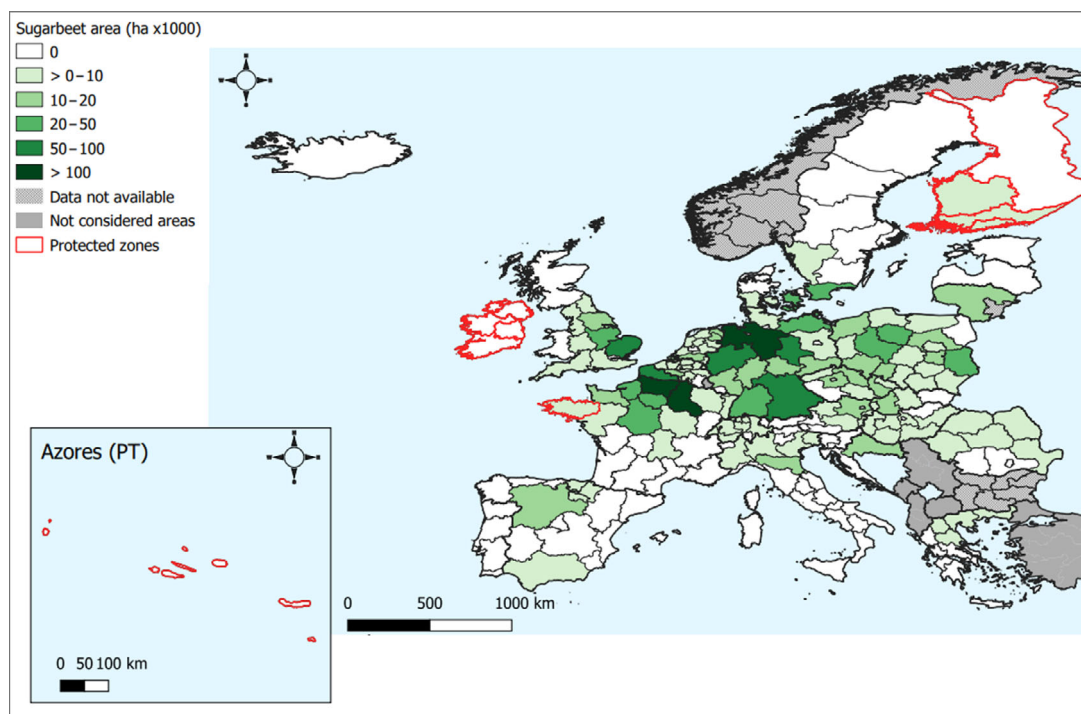 Sugarbeet area (ha x1000)
0
> 0–10
10–20
20–50
50–100
> 100
Data not available
Not considered areas
Protected zones
Azores (PT)
0 50 100 km
0 500 1000 km